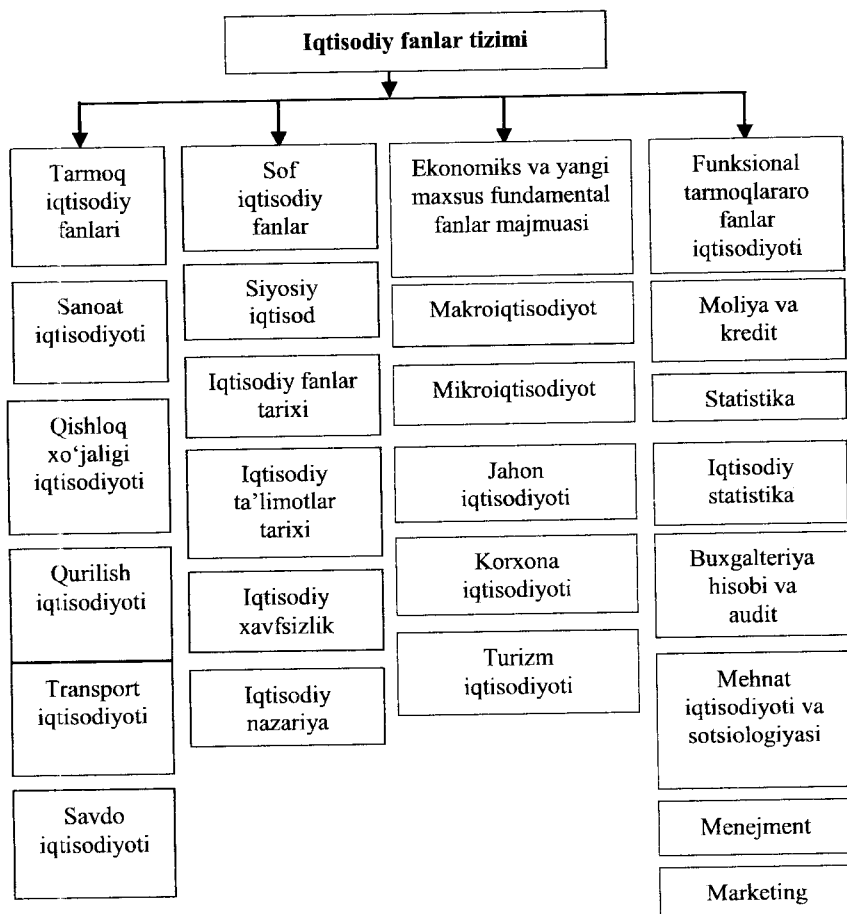 Iqtisodiy fanlar tizimi
Tarmoq
iqtisodiy
fanlari
Sanoat
iqtisodiyoti
Qishloq
xo‘jaligi
iqtisodiyoti
Qurilish
iqtisodiyoti
Transport
iqtisodiyoti
Savdo
iqtisodiyoti
Sof
iqtisodiy
fanlar
Siyosiy
iqtisod
Iqtisodiy fanlar
tarixi
Iqtisodiy
ta’limotlar
tarixi
Iqtisodiy
xavfsizlik
Iqtisodiy
nazariya
Ekonomiks va yangi
maxsus fundamental
fanlar majmuasi
Makroiqtisodiyot
Mikroiqtisodiyot
Jahon
iqtisodiyoti
Korxona
iqtisodiyoti
Turizm
iqtisodiyoti
Funksional
tarmoqlararo
fanlar
iqtisodiyoti
Moliya va
kredit
Statistika
Iqtisodiy
statistika
Buxgalteriya
hisobi va
audit
Mehnat
iqtisodiyoti va
sotsiologiyasi
Menejment
Marketing